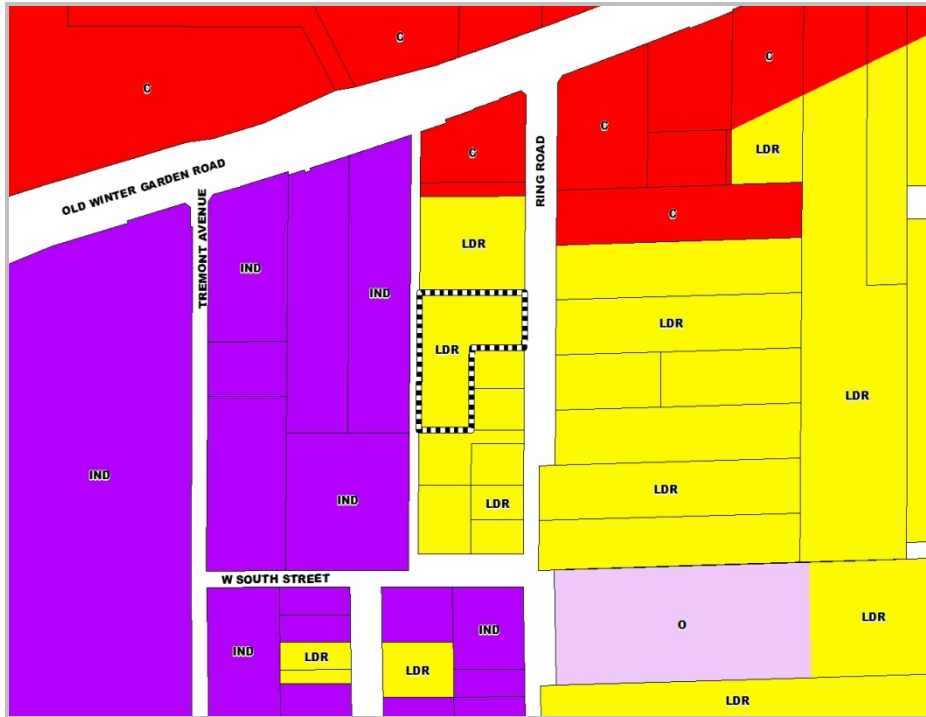 C
C
C
C
C
LDR
OLD WINTER GARDEN ROAD
RING ROAD
C
TREMONT AVENUE
LDR
IND
IND
LDR
LDR
LDR
IND
LDR
IND
LDR
W SOUTH STREET
LDR
O
IND
IND
LDR
LDR
LDR